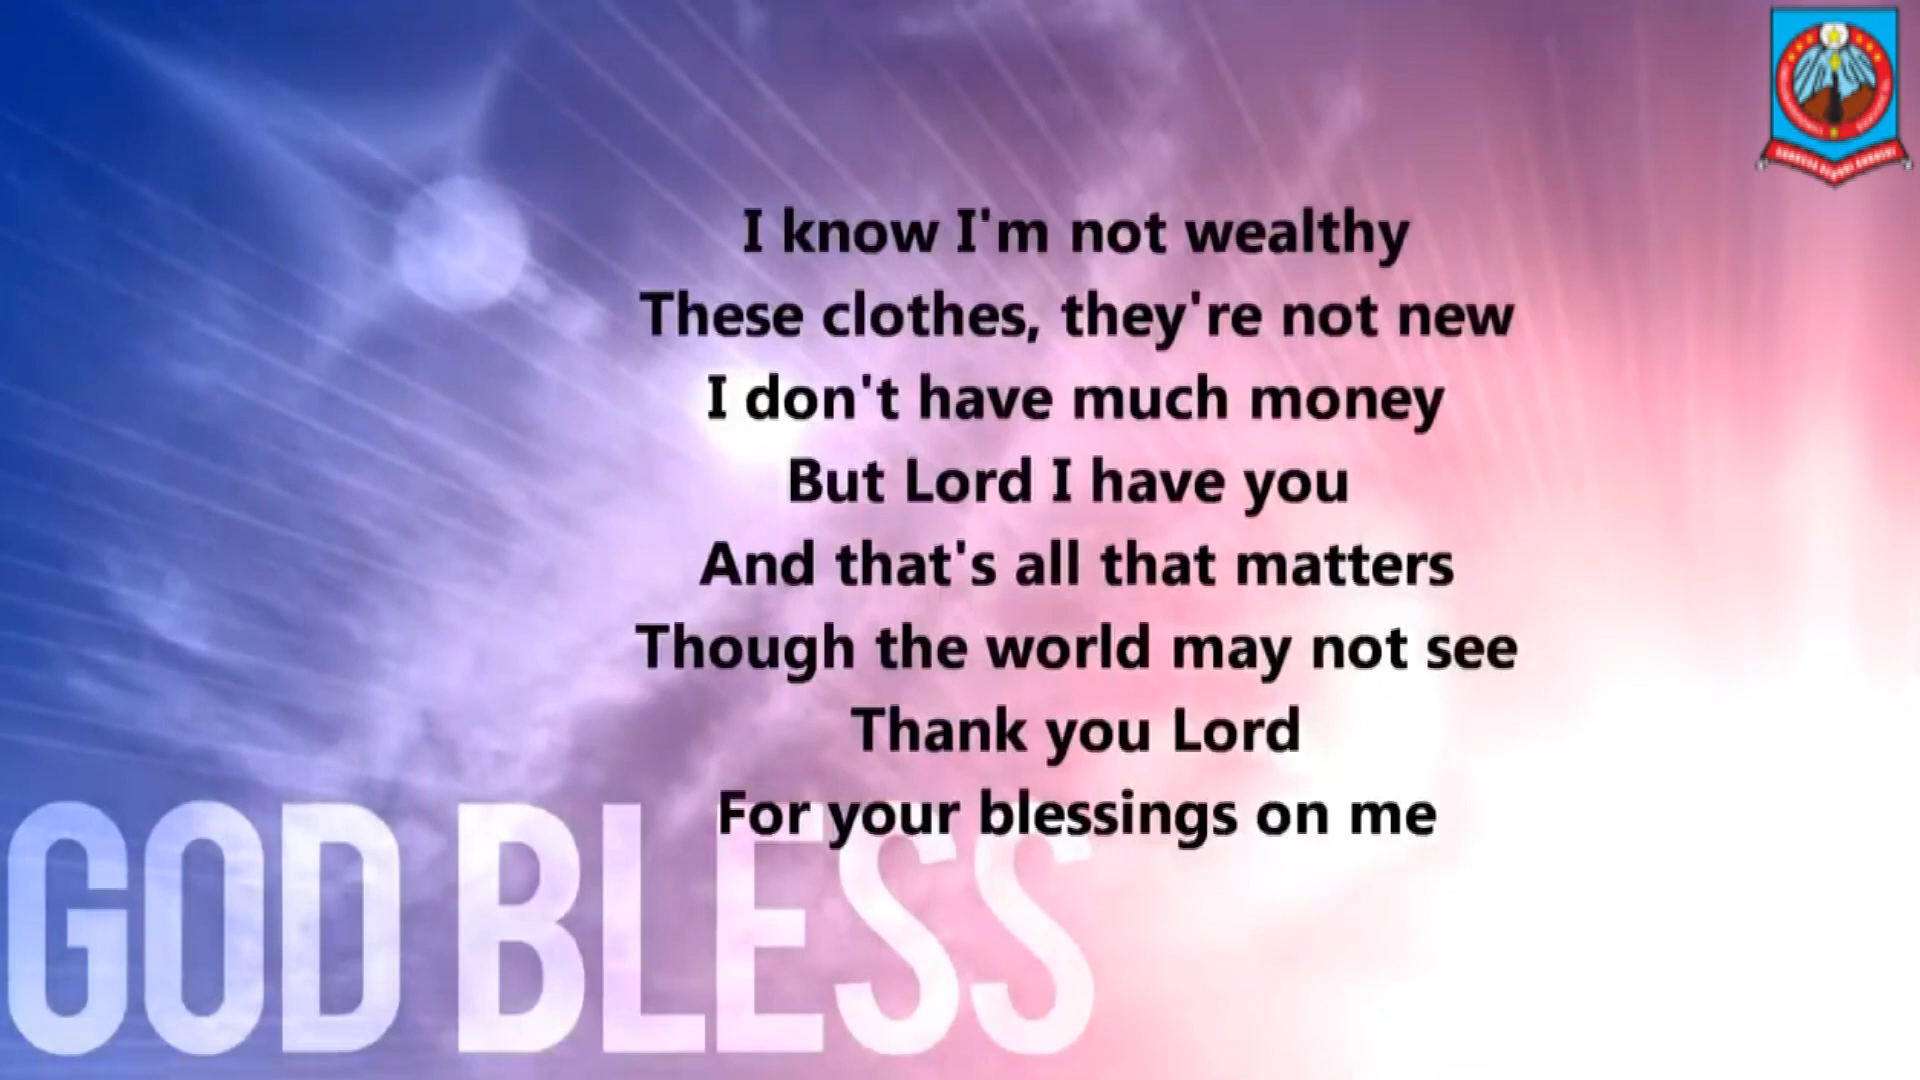 I know I'm not wealthy
These clothes, they're not new
I don't have much money
But Lord I have you
And that's all that matters
Though the world may not see
Thank you Lord
For your blessings on me
GOD BLESS